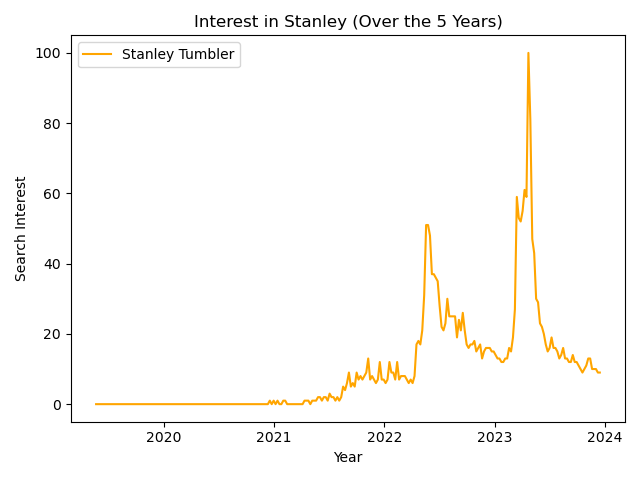 Interest in Stanley (Over the 5 Years)
Stanley Tumbler
100
80
60
40
20
0
Search Interest
2020 2021 2022 2023 2024
Year